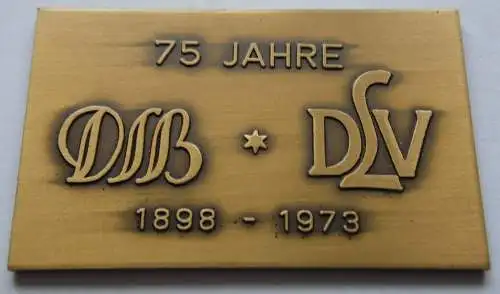 75 JAHRE
DSB * DLV
1898 - 1973